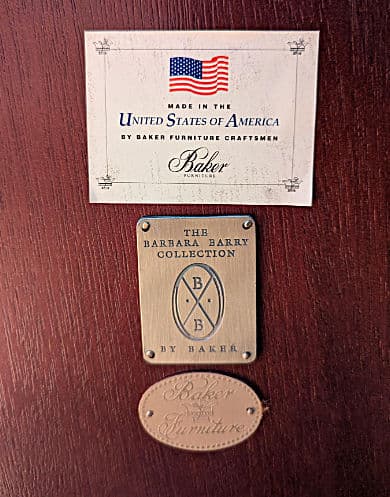 MADE IN THE
UNITED STATES OF AMERICA
BY BAKER FURNITURE CRAFTSMEN
Baker
FURNITURE
THE
BARBARA BARRY
COLLECTION
B
B
BY BAKER
Baker
Furniture